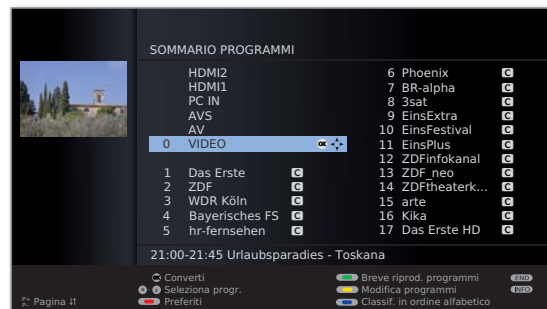 SOMMARIO PROGRAMMI
HDMI2
HDMI1
PC IN
AVS
AV
0 VIDEO OK
1 Das Erste C
2 ZDF C
3 WDR Köln C
4 Bayerisches FS C
5 hr-fernsehen C
6 Phoenix C
7 BR-alpha C
8 3sat C
9 EinsExtra C
10 EinsFestival C
11 EinsPlus C
12 ZDFinfokanal C
13 ZDF_neo C
14 ZDFtheaterk... C
15 arte C
16 Kika C
17 Das Erste HD C
21:00-21:45 Urlaubsparadies - Toskana
OK Converti
Seleziona progr.
Preferiti
Breve riprod. programmi END
Modifica programmi INFO
Classif. in ordine alfabetico
P+ P- Pagina